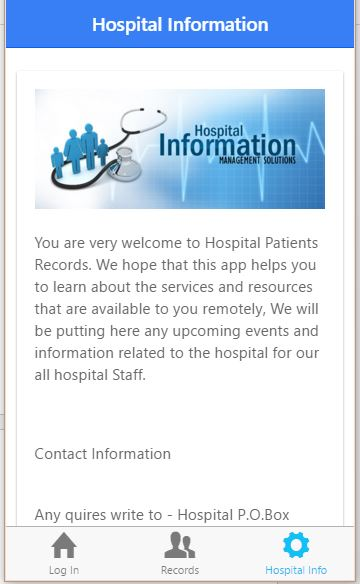 Hospital Information
Hospital
Information
MANAGEMENT SOLUTIONS
You are very welcome to Hospital Patients
Records. We hope that this app helps you
to learn about the services and resources
that are available to you remotely, We will
be putting here any upcoming events and
information related to the hospital for our
all hospital Staff.
Contact Information
Any quires write to - Hospital P.O.Box
Log In
Records
Hospital Info